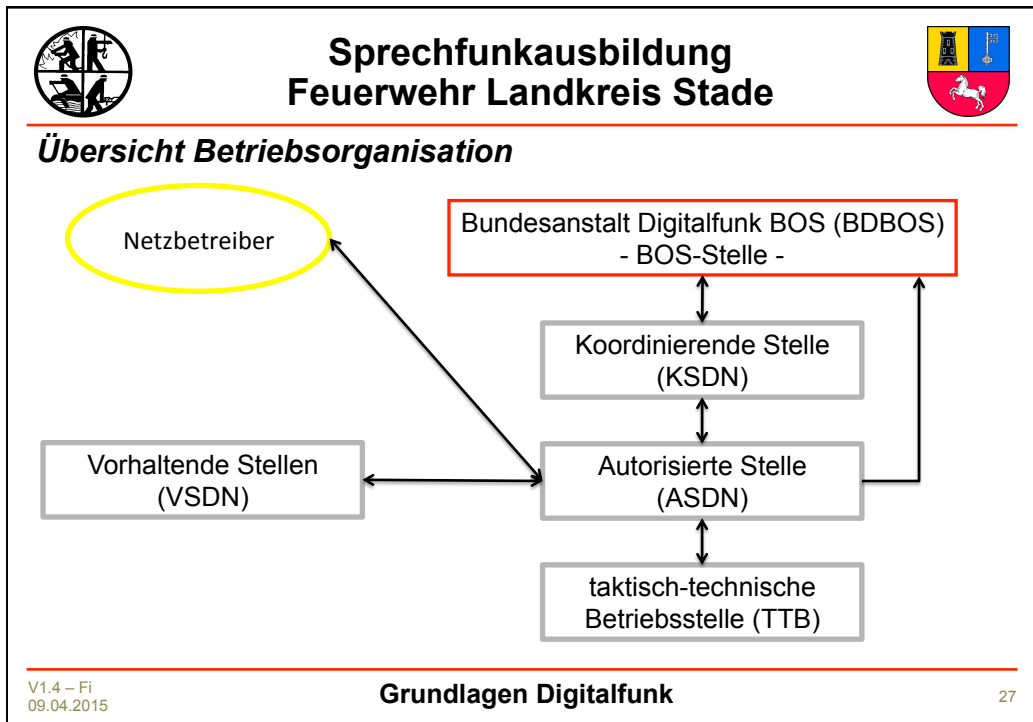 Sprechfunkausbildung
Feuerwehr Landkreis Stade
Übersicht Betriebsorganisation
Netzbetreiber
Bundesanstalt Digitalfunk BOS (BDBOS)
- BOS-Stelle -
Koordinierende Stelle
(KSDN)
Vorhaltende Stellen
(VSDN)
Autorisierte Stelle
(ASDN)
taktisch-technische
Betriebsstelle (TTB)
V1.4 – Fi
09.04.2015
Grundlagen Digitalfunk
27